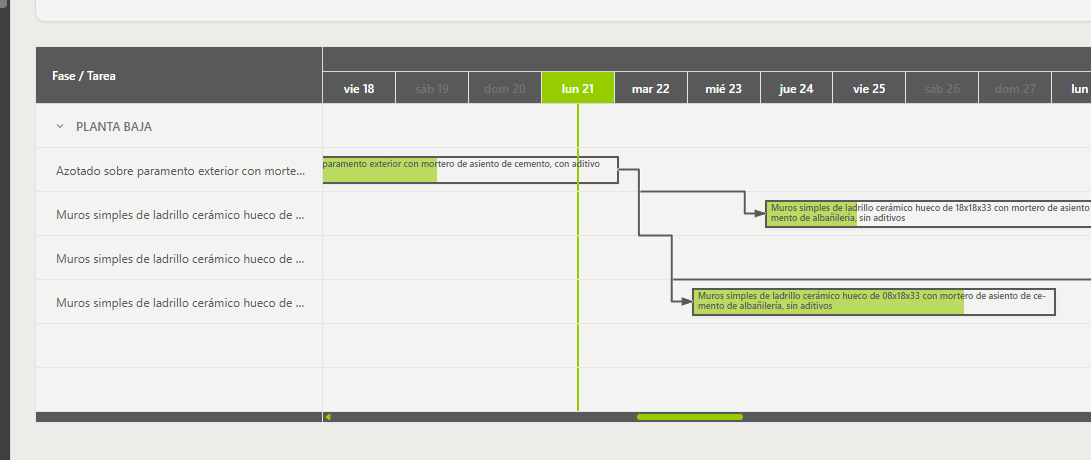 Fase / Tarea
vie 18 sáb 19 dom 20 lun 21 mar 22 mié 23 jue 24 vie 25 sáb 26 dom 27 lun
PLANTA BAJA
Azotado sobre paramento exterior con morte...
paramento exterior con mortero de asiento de cemento, con aditivo
Muros simples de ladrillo cerámico hueco de ...
Muros simples de ladrillo cerámico hueco de 18x18x33 con mortero de asiento
mento de albañilería, sin aditivos
Muros simples de ladrillo cerámico hueco de ...
Muros simples de ladrillo cerámico hueco de ...
Muros simples de ladrillo cerámico hueco de 08x18x33 con mortero de asiento de ce-
mento de albañilería, sin aditivos